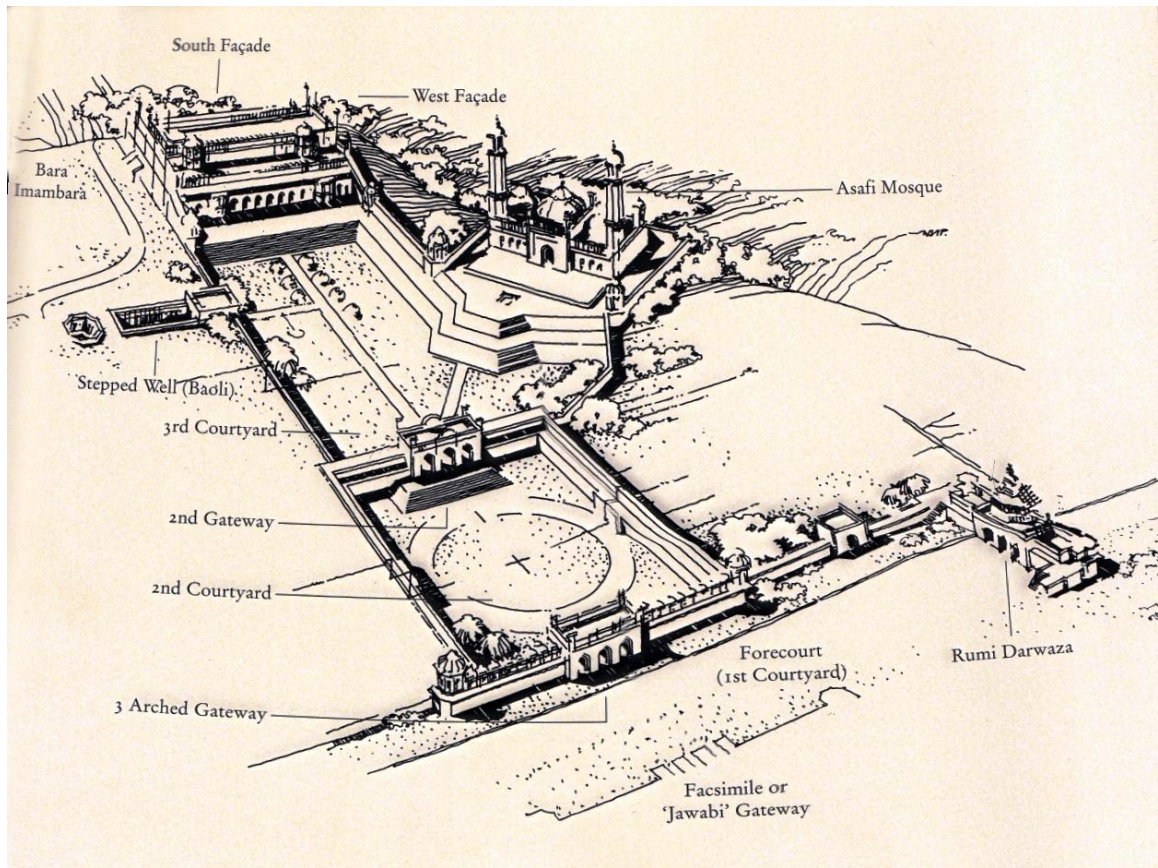 South Façade
West Façade
Bara
Imambara
Asafi Mosque
Stepped Well (Baoli)
3rd Courtyard
2nd Gateway
2nd Courtyard
Forecourt
(1st Courtyard)
Rumi Darwaza
3 Arched Gateway
Facsimile or
‘Jawabi’ Gateway